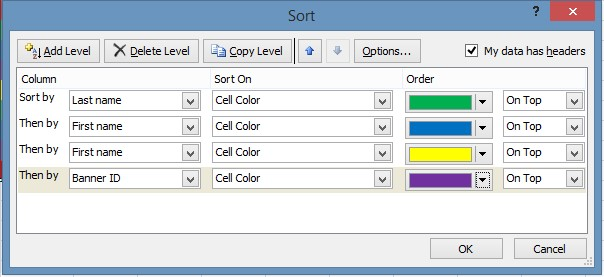 Sort
?
Add Level Delete Level Copy Level Options... My data has headers
Column Sort On Order
Sort by Last name Cell Color On Top
Then by First name Cell Color On Top
Then by First name Cell Color On Top
Then by Banner ID Cell Color On Top
OK Cancel